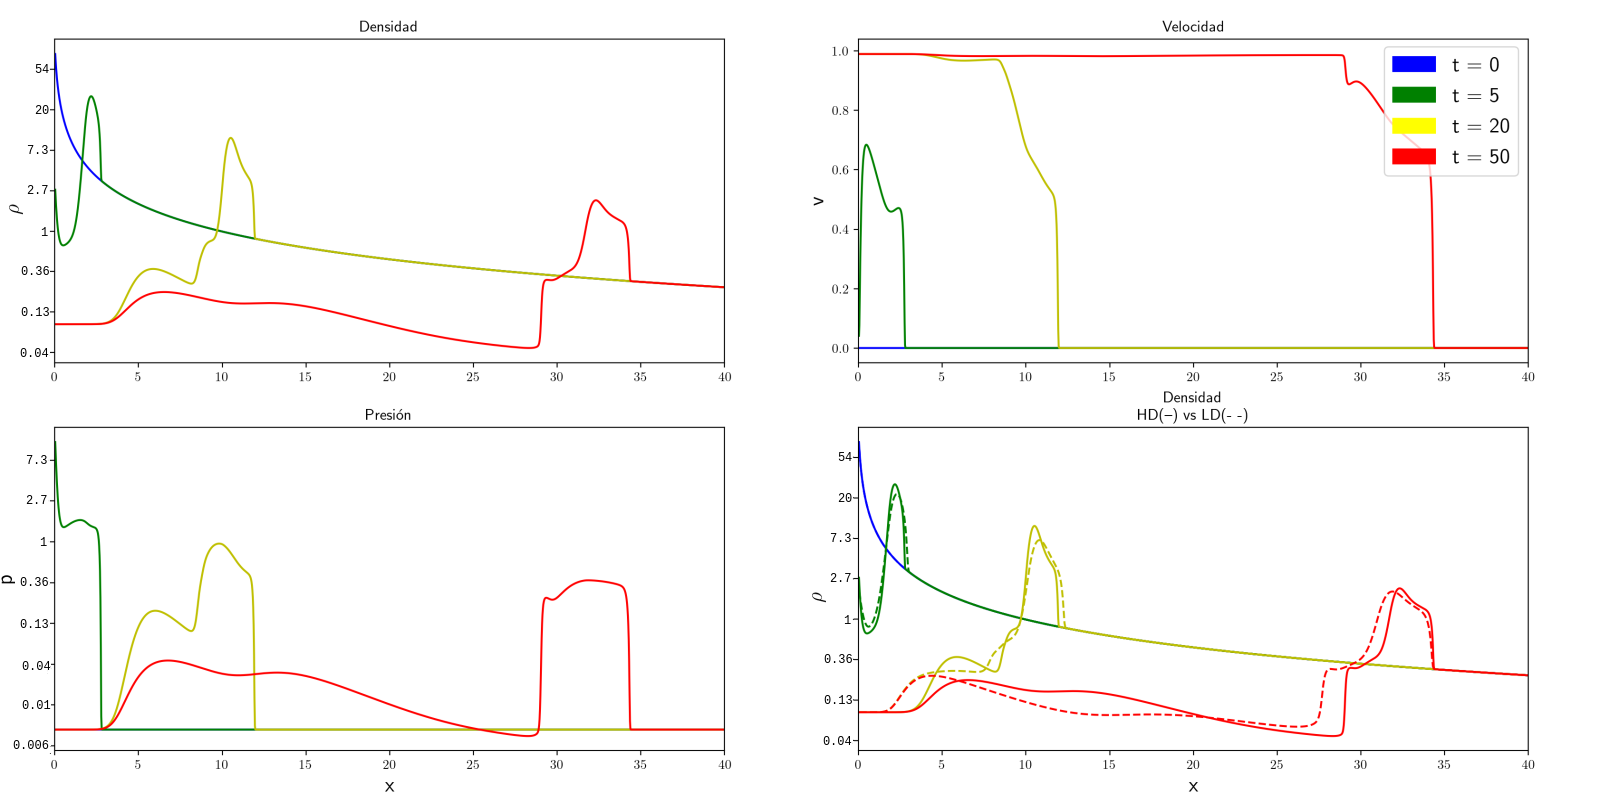 Densidad
54
20
7.3
2.7
1
0.36
0.13
0.04
ρ
0 5 10 15 20 25 30 35 40
Velocidad
1.0
0.8
0.6
0.4
0.2
0.0
v
t = 0
t = 5
t = 20
t = 50
0 5 10 15 20 25 30 35 40
Presión
7.3
2.7
1
0.36
0.13
0.04
0.01
0.006
p
0 5 10 15 20 25 30 35 40
x
Densidad
HD(–) vs LD(- -)
54
20
7.3
2.7
1
0.36
0.13
0.04
ρ
0 5 10 15 20 25 30 35 40
x